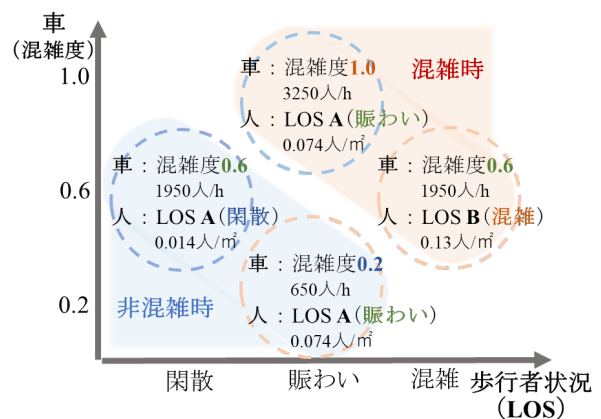 車
(混雑度)
1.0
0.6
0.2
車：混雑度1.0
3250人/h
人：LOS A(賑わい)
0.074人/㎡
混雑時
車：混雑度0.6
1950人/h
人：LOS A(閑散)
0.014人/㎡
車：混雑度0.6
1950人/h
人：LOS B(混雑)
0.13人/㎡
車：混雑度0.2
650人/h
人：LOS A(賑わい)
0.074人/㎡
非混雑時
閑散
賑わい
混雑
歩行者状況
(LOS)